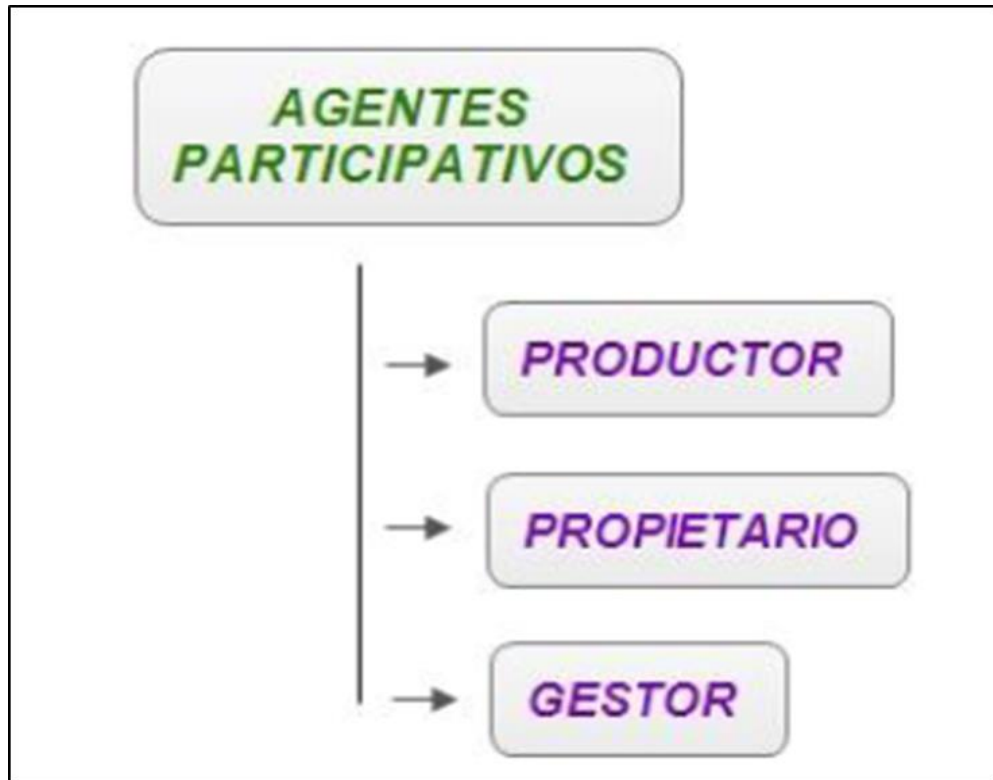 AGENTES
PARTICIPATIVOS
PRODUCTOR
PROPIETARIO
GESTOR